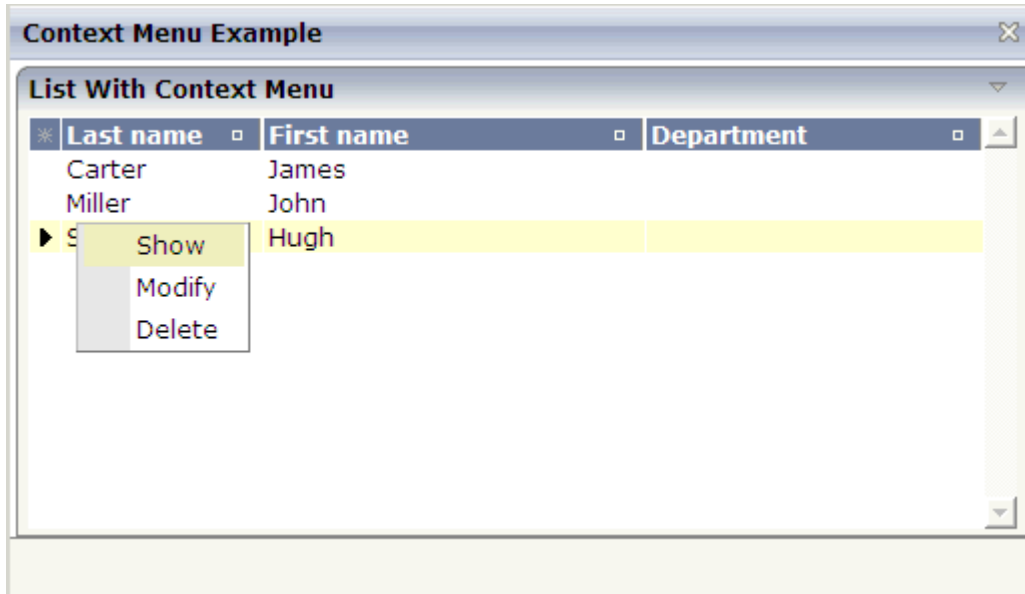 Context Menu Example
List With Context Menu
Last name First name Department
Carter James
Miller John
Hugh
Show
Modify
Delete